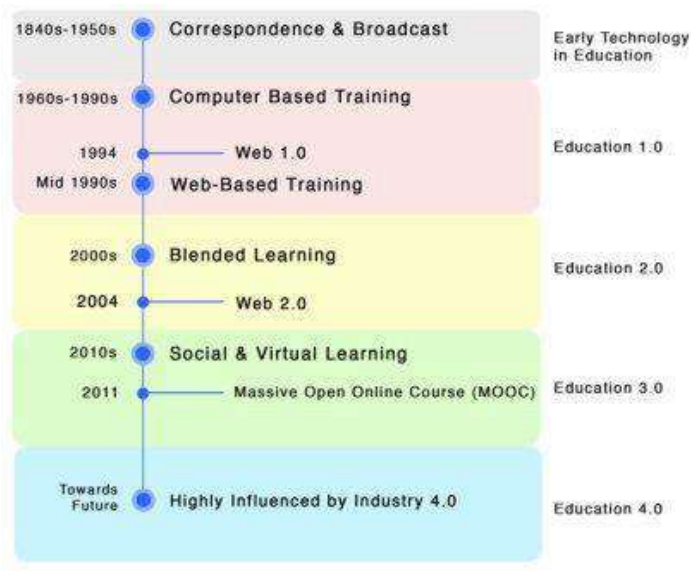 1840s-1950s Correspondence & Broadcast
Early Technology
in Education
1960s-1990s Computer Based Training
1994 Web 1.0
Education 1.0
Mid 1990s Web-Based Training
2000s Blended Learning
Education 2.0
2004 Web 2.0
2010s Social & Virtual Learning
2011 Massive Open Online Course (MOOC)
Education 3.0
Towards
Future
Highly Influenced by Industry 4.0
Education 4.0